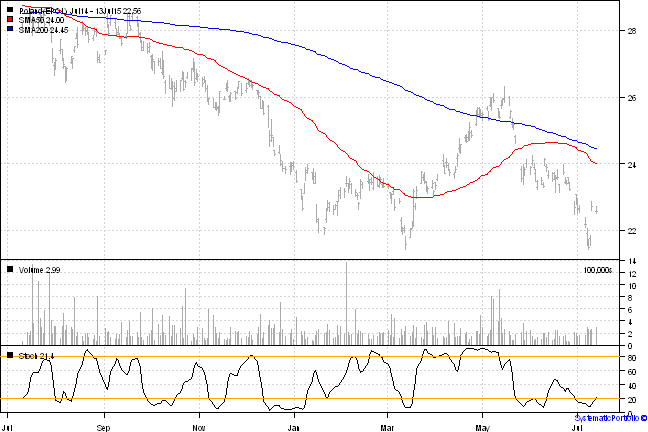 Poland (EPOL) Jul14 - 13Jul15 22.56
SMA50 24.00
SMA200 24.45
28
26
24
22
Volume 2.99
100,000s
14
12
10
8
6
4
2
0
Stoch 21.4
80
60
40
20
0
Jul Sep Nov Jan Mar May Jul
SystematicPortfolio ©